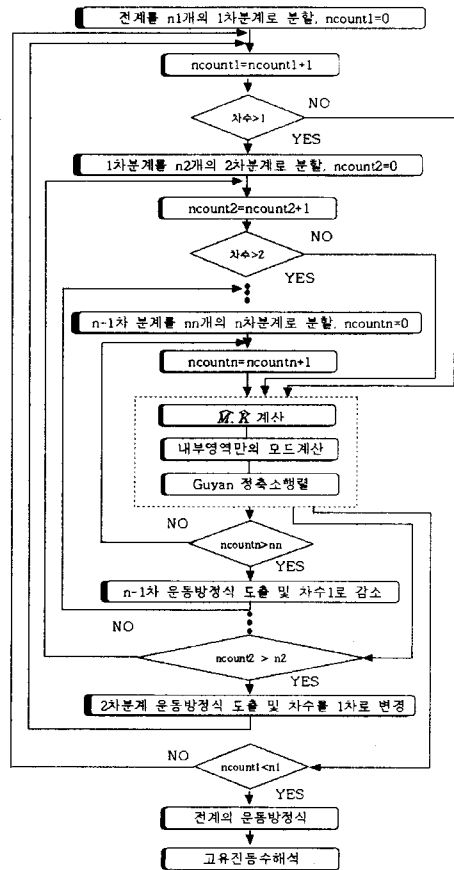 전계를 n1개의 1차분계로 분할, ncount1=0
ncount1=ncount1+1
NO
차수>1
YES
1차분계를 n2개의 2차분계로 분할, ncount2=0
ncount2=ncount2+1
NO
차수>2
YES
n-1차 분계를 nn개의 n차분계로 분할, ncountn=0
ncountn=ncountn+1
M, K 계산
내부영역만의 모드계산
Guyan 정축소행렬
NO
ncountn>nn
YES
n-1차 운동방정식 도출 및 차수1로 감소
NO
ncount2 > n2
YES
2차분계 운동방정식 도출 및 차수를 1차로 변경
NO
ncount1<n1
YES
전계의 운동방정식
고유진동수해석